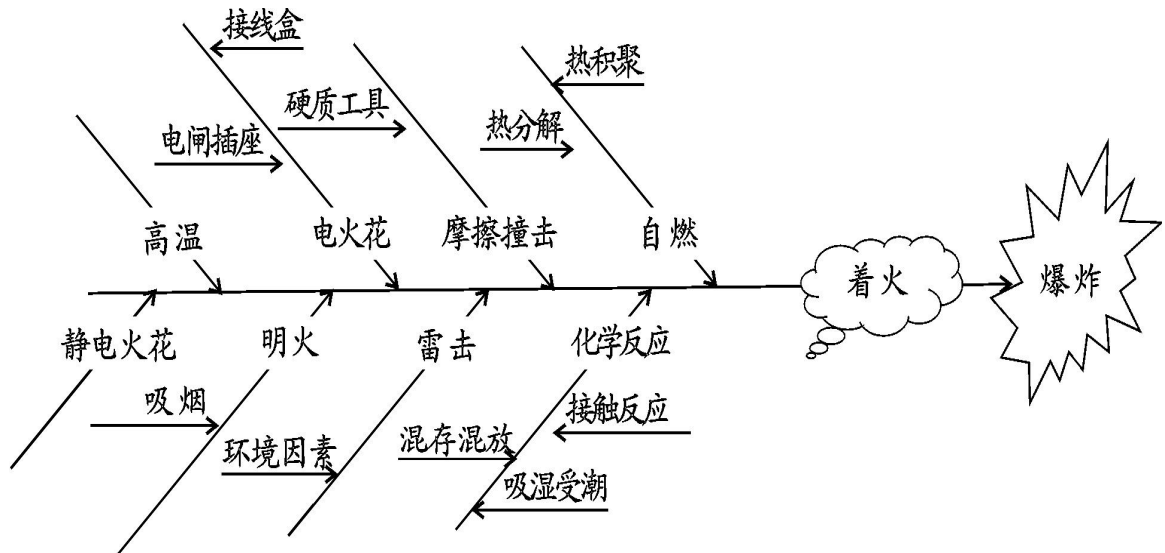 接线盒
热积聚
硬质工具
热分解
电闸插座
高温
电火花
摩擦撞击
自燃
着火
爆炸
静电火花
明火
雷击
化学反应
吸烟
接触反应
混存混放
环境因素
吸湿受潮